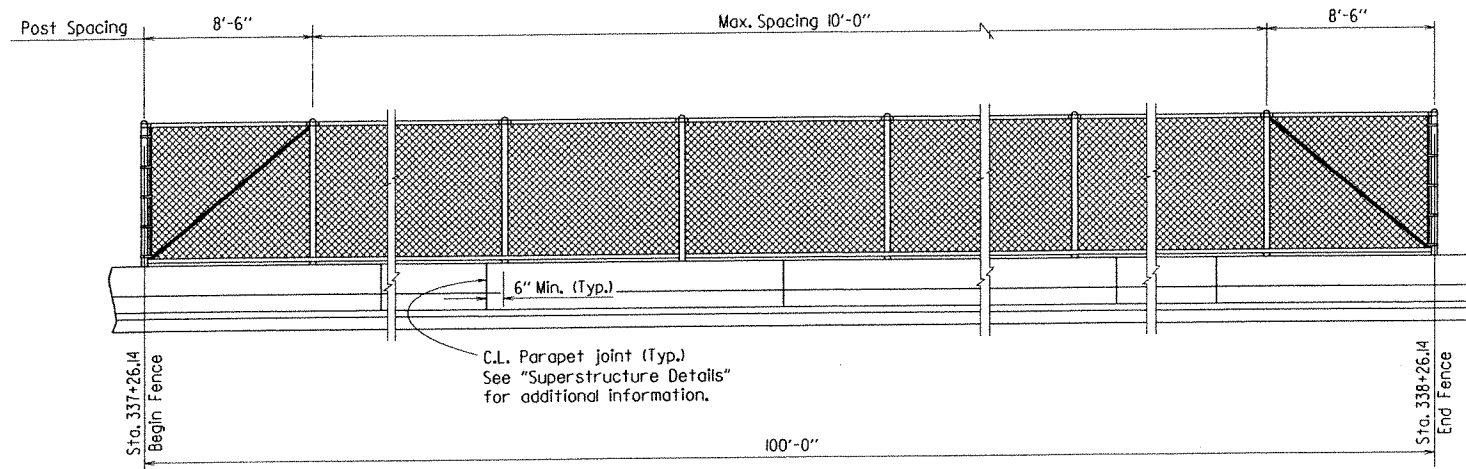 Post Spacing
8'-6"
Max. Spacing 10'-0"
8'-6"
6" Min. (Typ.)
C.L. Parapet joint (Typ.)
See "Superstructure Details"
for additional information.
Sta. 337+26.14
Begin Fence
Sta. 338+26.14
End Fence
100'-0"